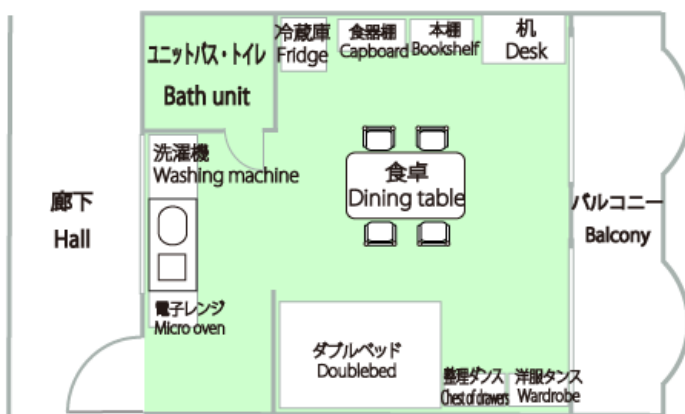 ユニットバス・トイレ
Bath unit
冷蔵庫
Fridge
食器棚
Capboard
本棚
Bookshelf
机
Desk
洗濯機
Washing machine
食卓
Dining table
廊下
Hall
バルコニー
Balcony
電子レンジ
Micro oven
ダブルベッド
Doublebed
整理ダンス
Chest of drawers
洋服タンス
Wardrobe